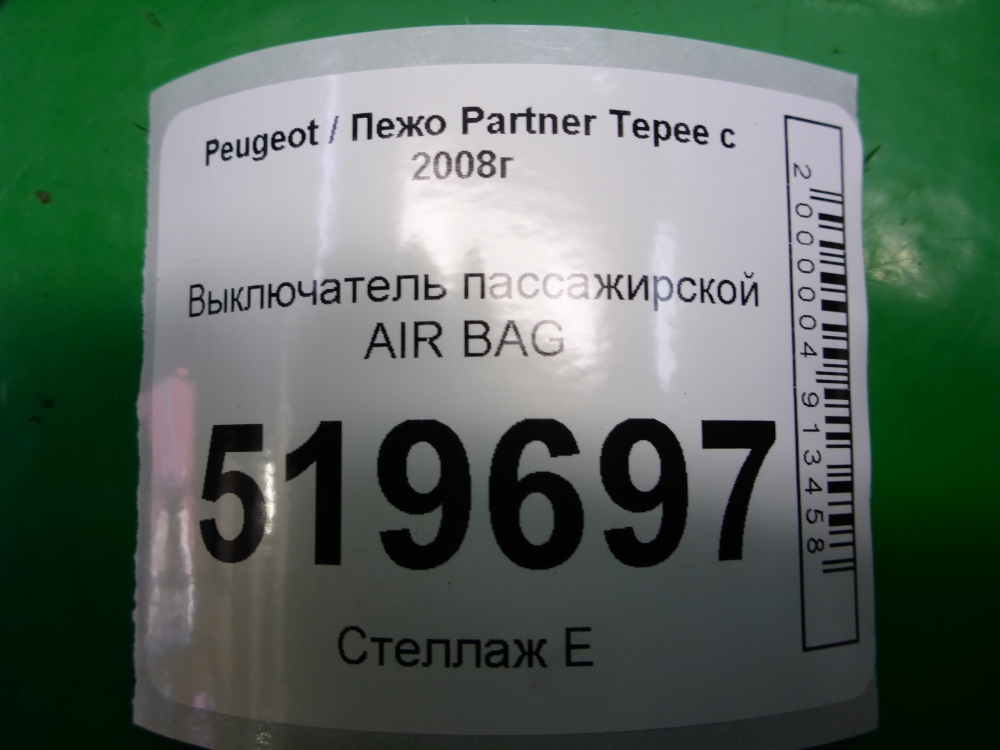 Peugeot / Пежо Partner Tepee с
2008г
Выключатель пассажирской
AIR BAG
519697
Стеллаж Е
2000004913458